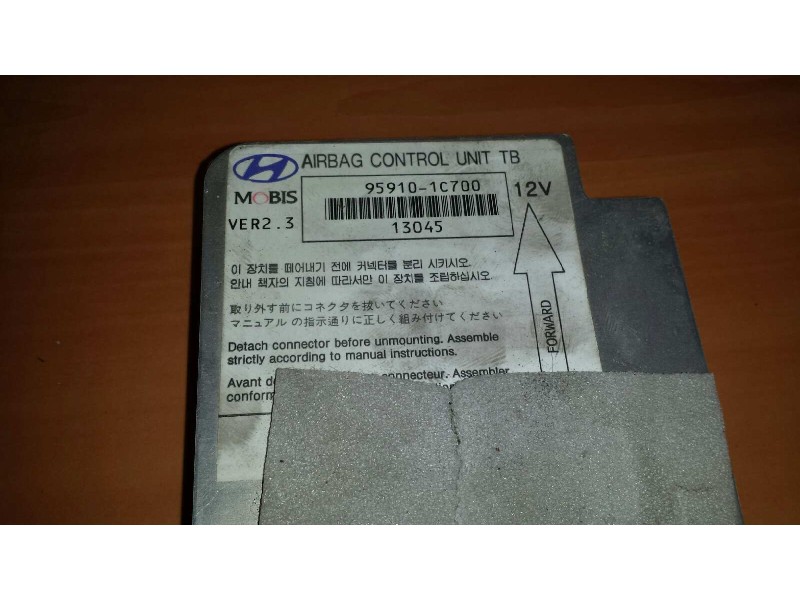 AIRBAG CONTROL UNIT TB
MOBIS
95910-1C700
12V
VER2.3
13045
이 장치를 떼어내기 전에 커넥터를 분리 시키시오.
안내 책자의 지침에 따라서만 이 장치를 조립하십시오.
取り外す前にコネクタを抜いてください
マニュアル の指示通りに正しく組み付けてください
FORWARD
Detach connector before unmounting. Assemble
strictly according to manual instructions.
Avant connecteur. Assembler